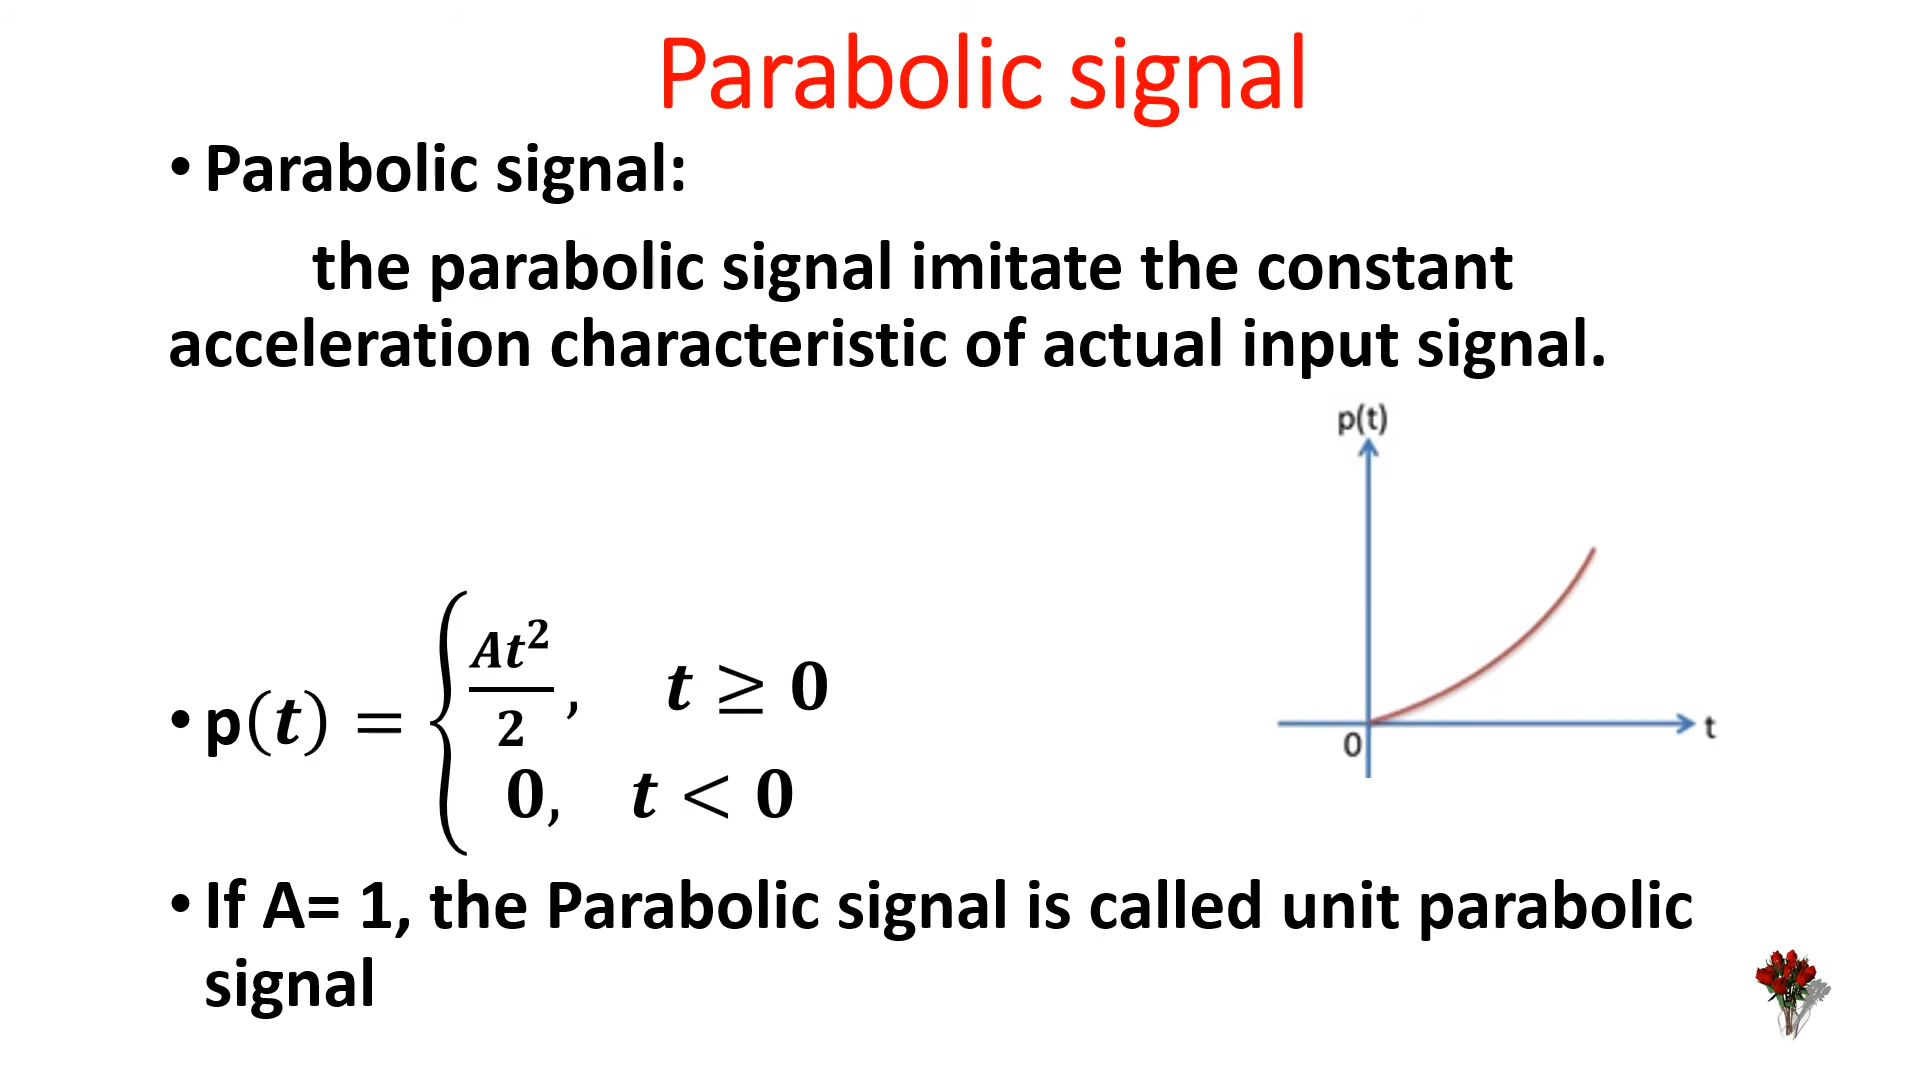 Parabolic signal
• Parabolic signal:
the parabolic signal imitate the constant
acceleration characteristic of actual input signal.
p(t)
• p(t) = { At²/2, t ≥ 0
0, t < 0
0
t
• If A= 1, the Parabolic signal is called unit parabolic
signal